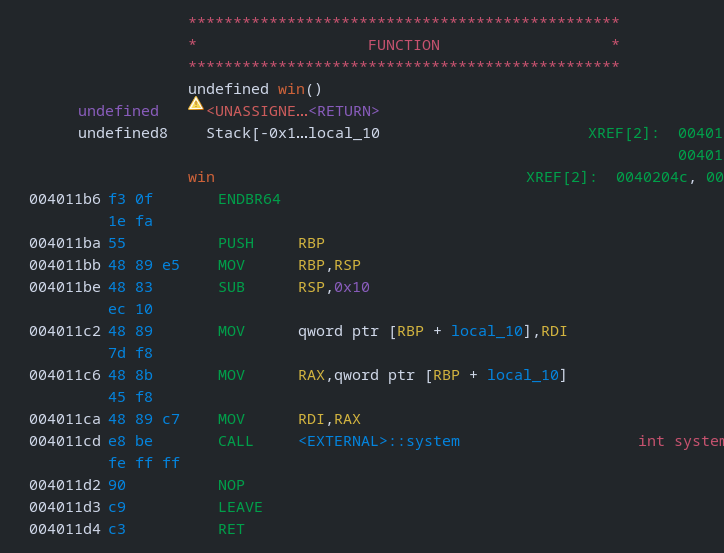 ************************************************
* FUNCTION *
************************************************
undefined win()
undefined <UNASSIGNE...<RETURN>
undefined8 Stack[-0x1...local_10 XREF[2]: 00401
00401
win XREF[2]: 0040204c, 00
004011b6 f3 0f ENDBR64
1e fa
004011ba 55 PUSH RBP
004011bb 48 89 e5 MOV RBP,RSP
004011be 48 83 SUB RSP,0x10
ec 10
004011c2 48 89 MOV qword ptr [RBP + local_10],RDI
7d f8
004011c6 48 8b MOV RAX,qword ptr [RBP + local_10]
45 f8
004011ca 48 89 c7 MOV RDI,RAX
004011cd e8 be CALL <EXTERNAL>::system int system
fe ff ff
004011d2 90 NOP
004011d3 c9 LEAVE
004011d4 c3 RET